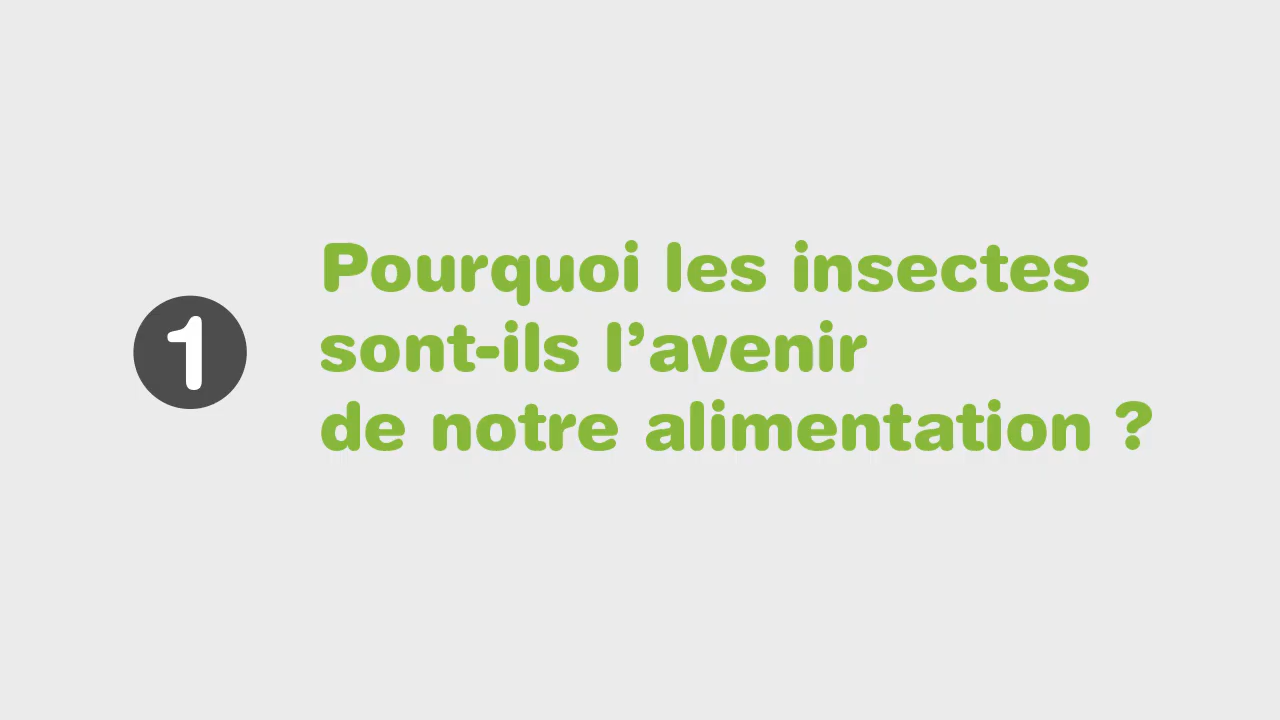 1
Pourquoi les insectes
sont-ils l’avenir
de notre alimentation ?